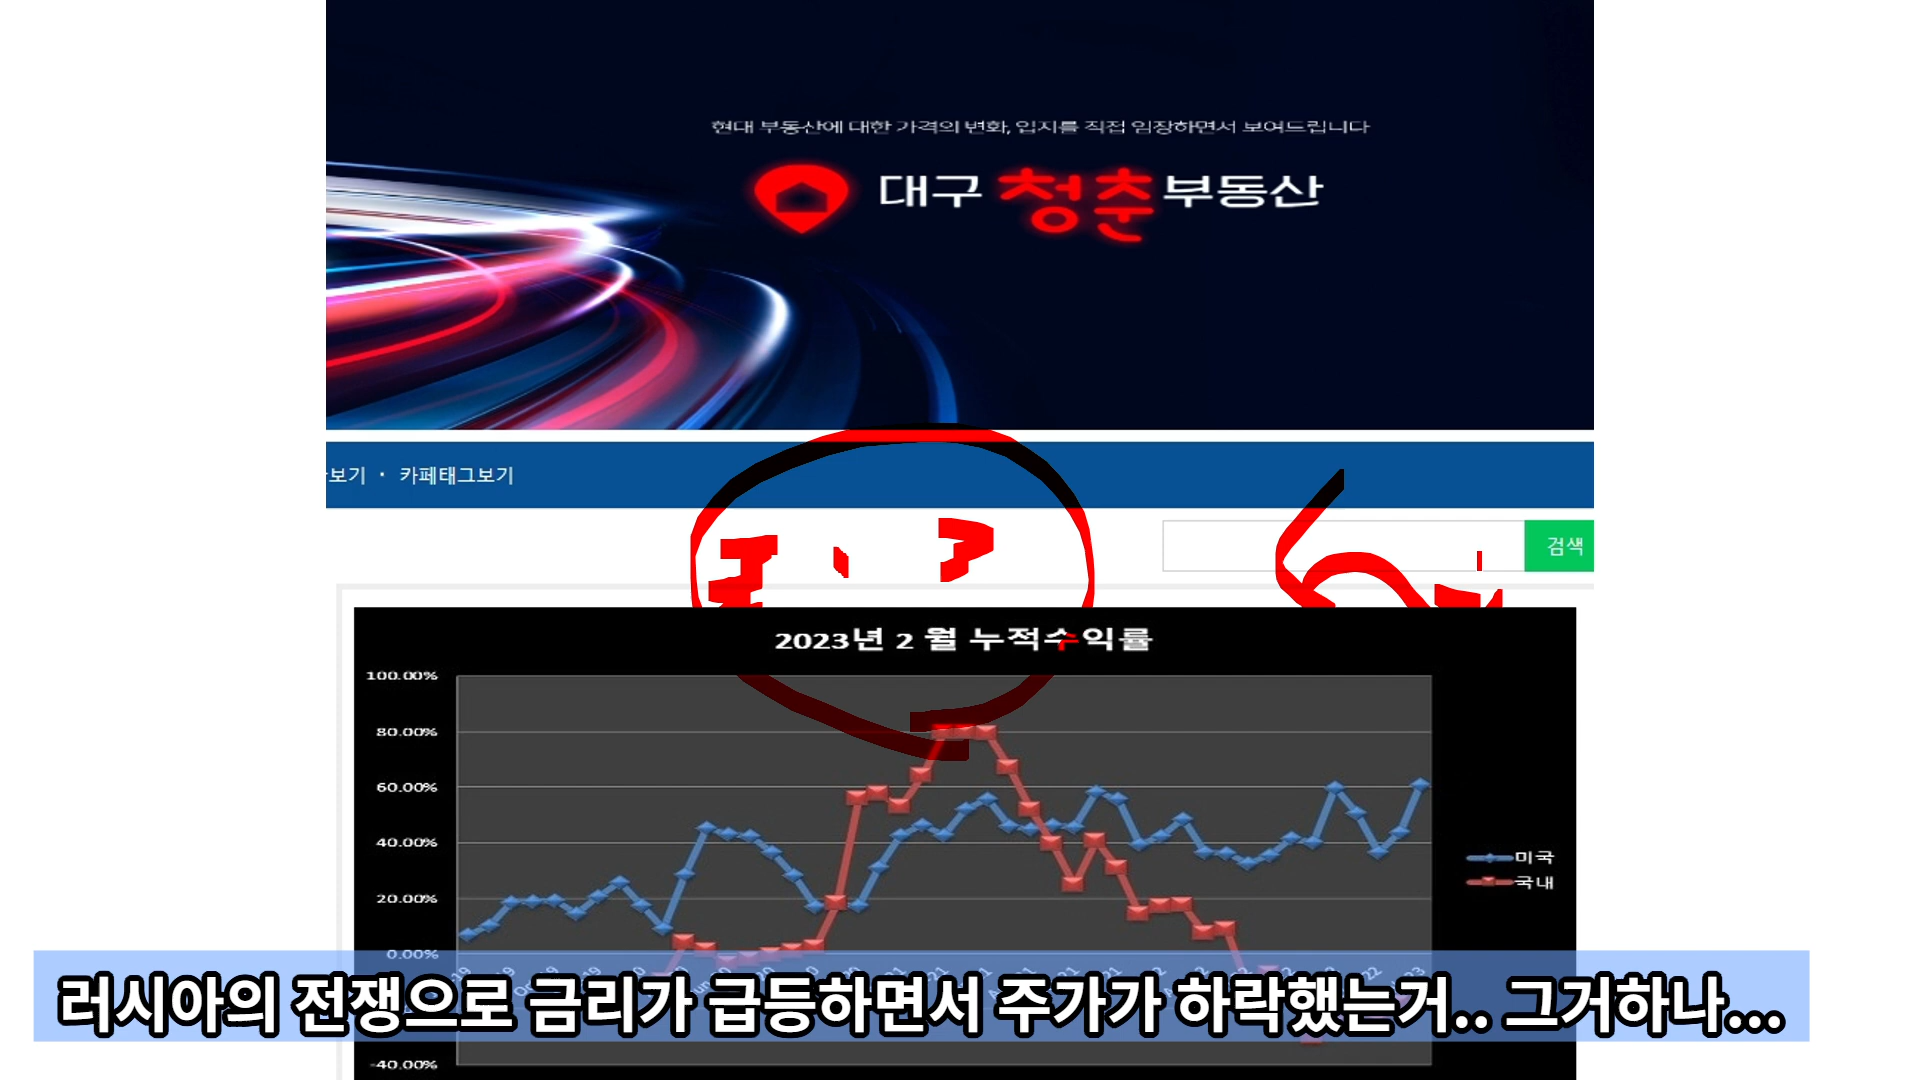 현대 부동산에 대한 가격의 변화, 입지를 직접 임장하면서 보여드립니다
대구 청춘부동산
보기 · 카페태그보기
검색
2023년 2 월 누적수익률
100.00%
80.00%
60.00%
40.00%
20.00%
0.00%
-40.00%
미국
국내
러시아의 전쟁으로 금리가 급등하면서 주가가 하락했는거.. 그거하나...